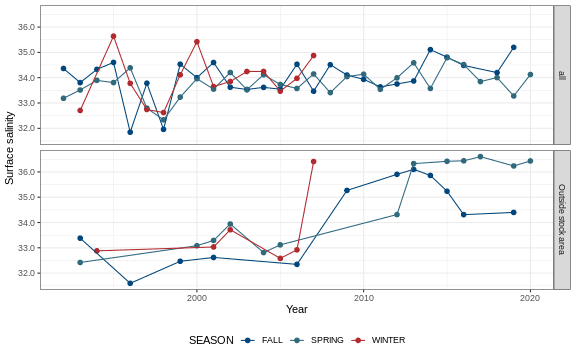 36.0
35.0
34.0
33.0
32.0
all
Surface salinity
36.0
35.0
34.0
33.0
32.0
Outside stock area
2000 2010 2020
Year
SEASON FALL SPRING WINTER